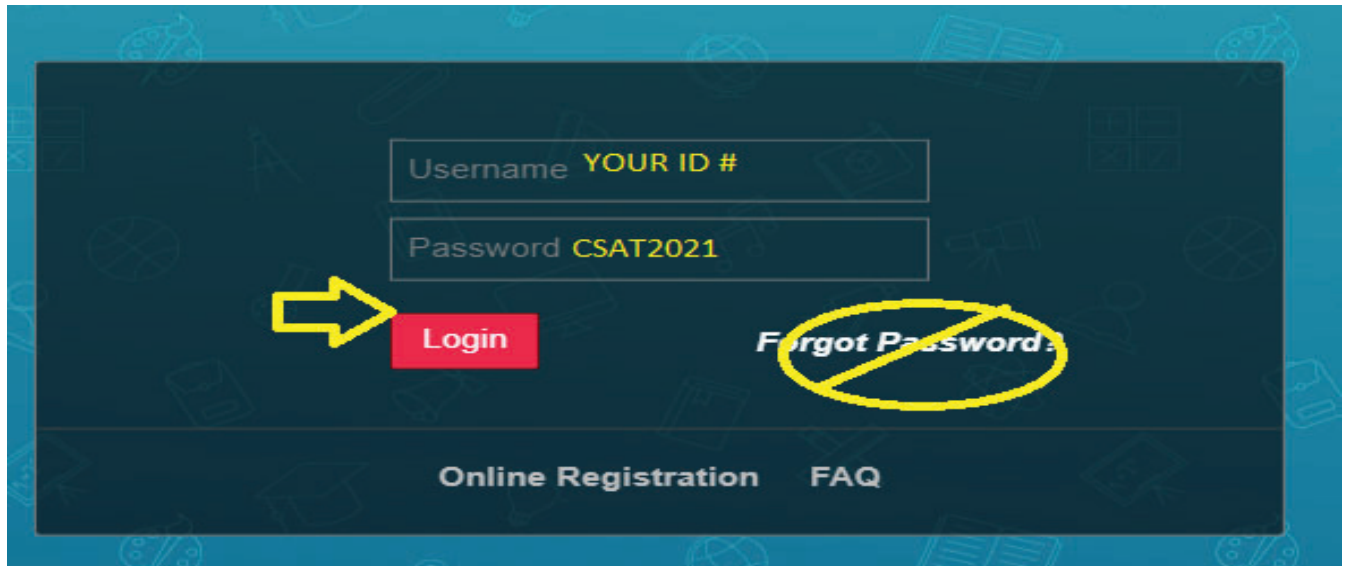 Username YOUR ID #
Password CSAT2021
Login Forgot Password?
Online Registration FAQ